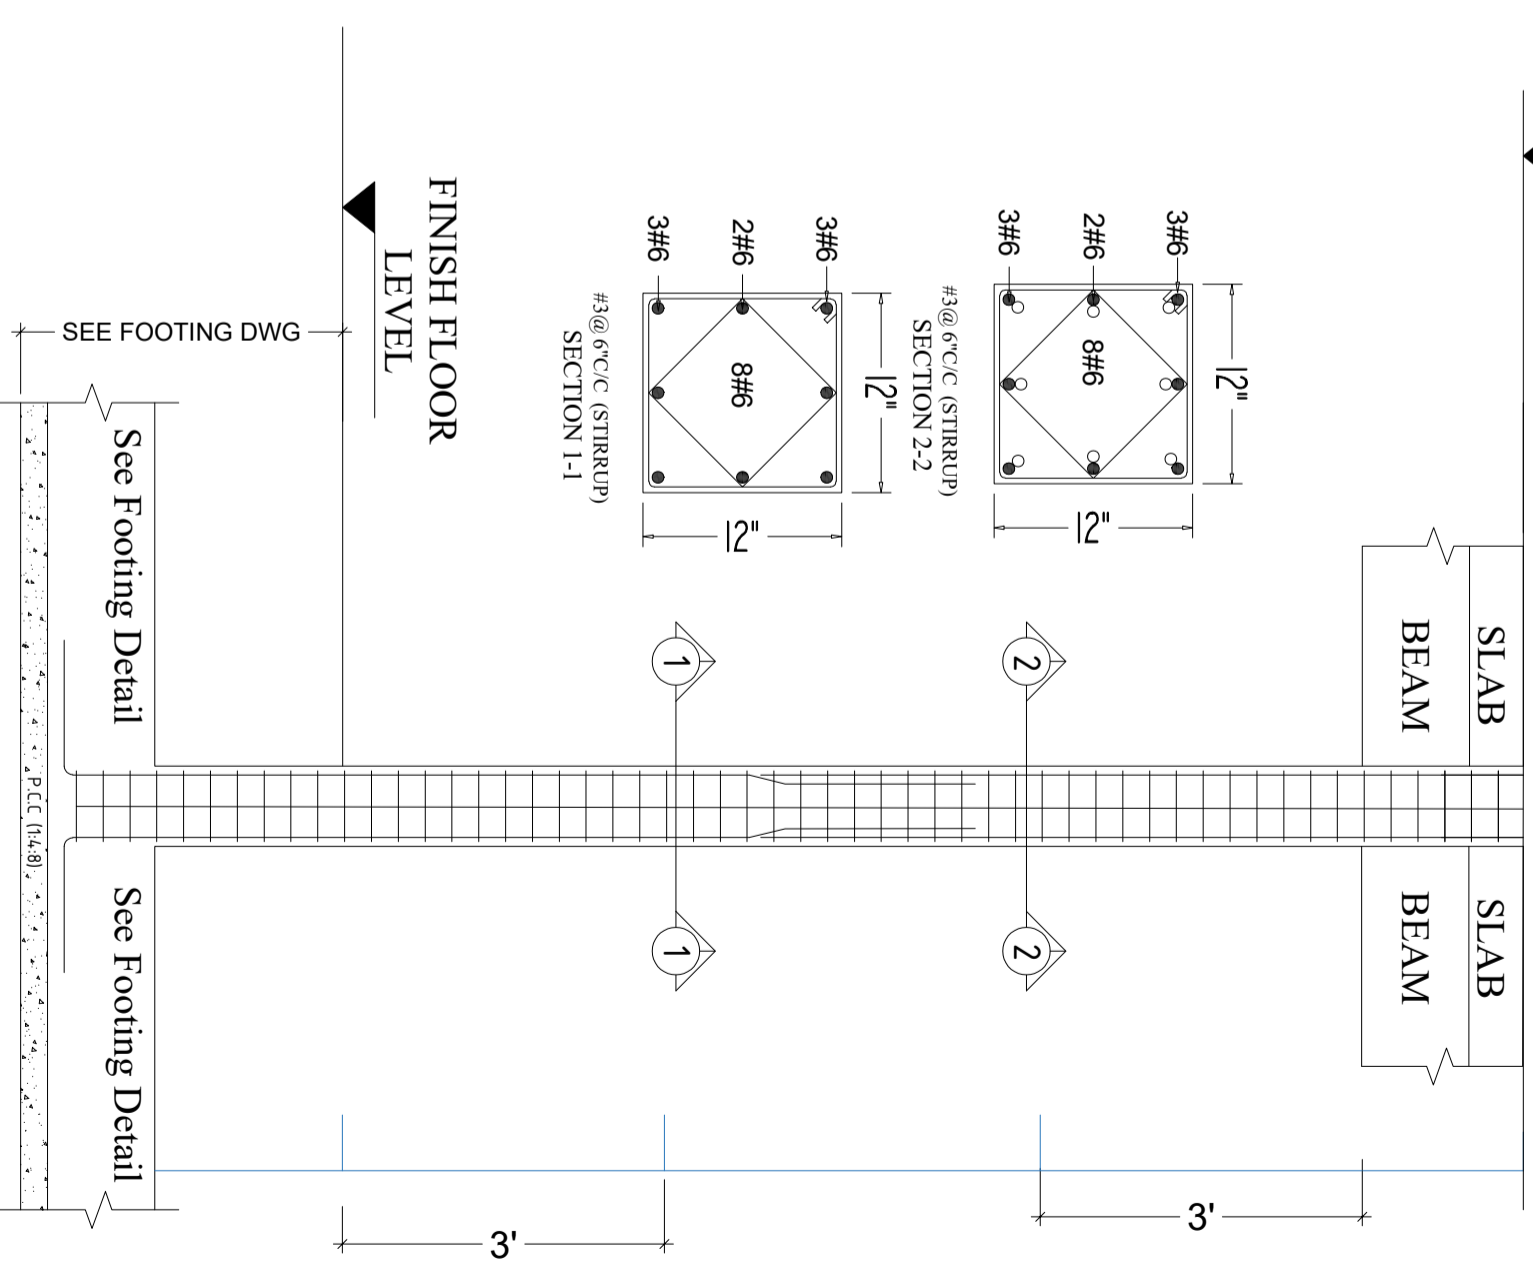 SLAB
BEAM
SLAB
BEAM
3'
12"
3#6
2#6
3#6
8#6
12"
#3@ 6"C/C (STIRRUP)
SECTION 2-2
2
2
12"
3#6
2#6
3#6
8#6
12"
#3@ 6"C/C (STIRRUP)
SECTION 1-1
1
1
3'
FINISH FLOOR
LEVEL
SEE FOOTING DWG
See Footing Detail
See Footing Detail
P.C.C (1:4:8)